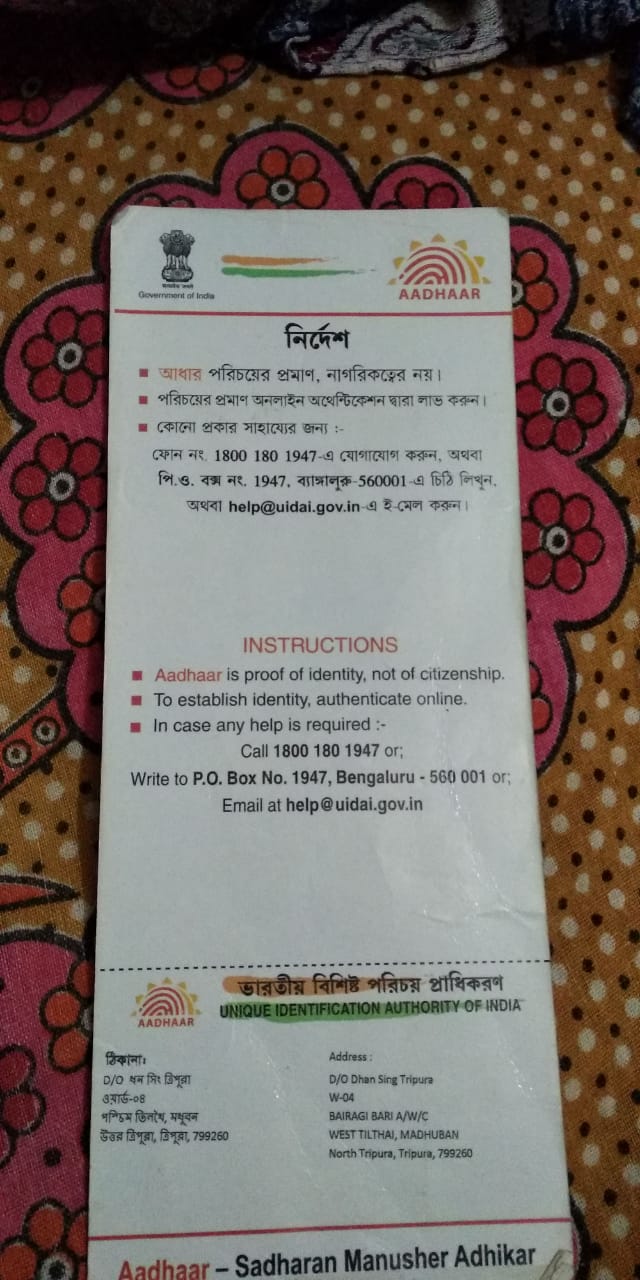 सत्यमेव जयते
Government of India
AADHAAR
নির্দেশ
■ আধার পরিচয়ের প্রমাণ, নাগরিকত্বের নয়।
■ পরিচয়ের প্রমাণ অনলাইন অথেন্টিকেশন দ্বারা লাভ করুন।
■ কোনো প্রকার সাহায্যের জন্য :-
ফোন নং. 1800 180 1947-এ যোগাযোগ করুন, অথবা
পি.ও. বক্স নং. 1947, ব্যাঙ্গালুরু-560001-এ চিঠি লিখুন,
অথবা help@uidai.gov.in-এ ই-মেল করুন।
INSTRUCTIONS
■ Aadhaar is proof of identity, not of citizenship.
■ To establish identity, authenticate online.
■ In case any help is required :-
Call 1800 180 1947 or;
Write to P.O. Box No. 1947, Bengaluru - 560 001 or;
Email at help@uidai.gov.in
ভারতীয় বিশিষ্ট পরিচয় প্রাধিকরণ
UNIQUE IDENTIFICATION AUTHORITY OF INDIA
AADHAAR
ঠিকানাঃ
D/O ধন সিং ত্রিপুরা
ওয়ার্ড-০৪
পশ্চিম তিলথৈ, মধুবন
উত্তর ত্রিপুরা, ত্রিপুরা, 799260
Address :
D/O Dhan Sing Tripura
W-04
BAIRAGI BARI A/W/C
WEST TILTHAI, MADHUBAN
North Tripura, Tripura, 799260
Aadhaar – Sadharan Manusher Adhikar